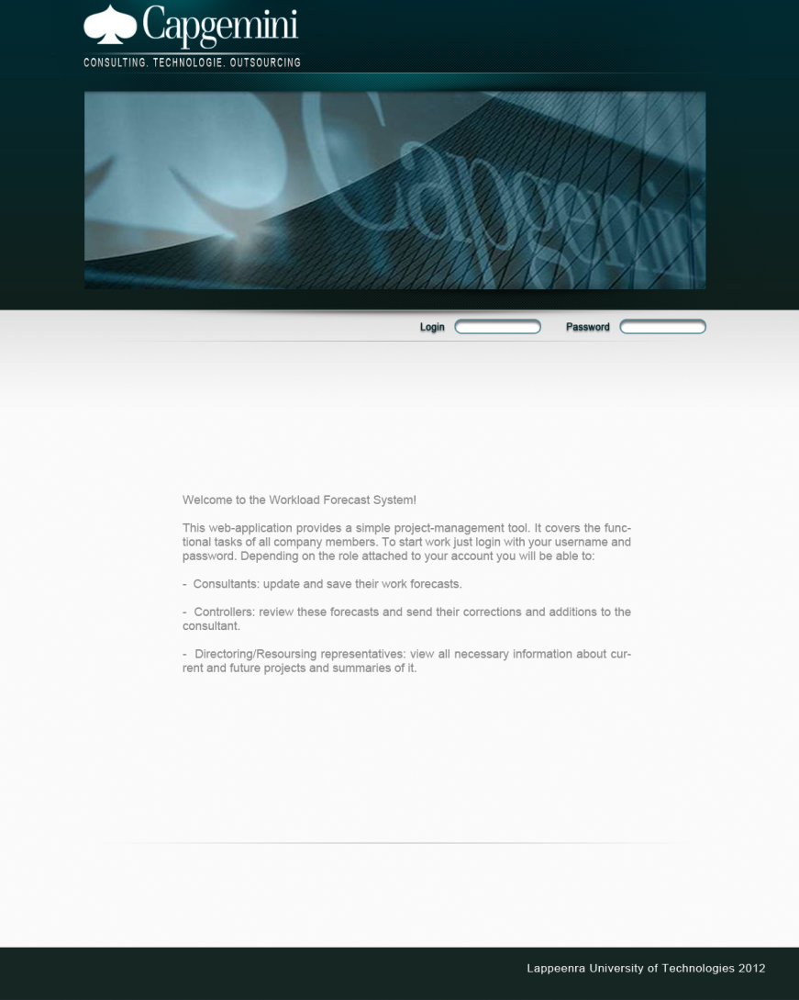 Capgemini
CONSULTING. TECHNOLOGIE. OUTSOURCING
Capgemini
Login
Password
Welcome to the Workload Forecast System!
This web-application provides a simple project-management tool. It covers the func-
tional tasks of all company members. To start work just login with your username and
password. Depending on the role attached to your account you will be able to:
- Consultants: update and save their work forecasts.
- Controllers: review these forecasts and send their corrections and additions to the
consultant.
- Directoring/Resoursing representatives: view all necessary information about cur-
rent and future projects and summaries of it.
Lappeenra University of Technologies 2012